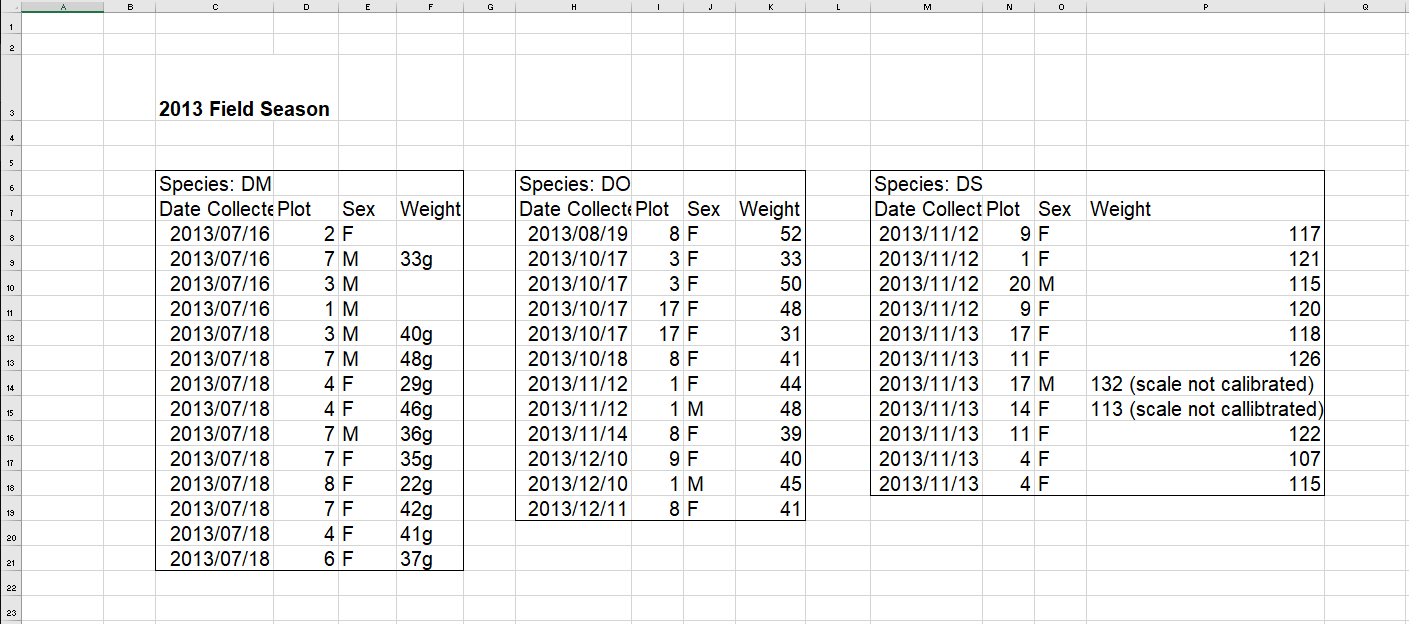 A B C D E F G H I J K L M N O P Q
1
2
3 2013 Field Season
4
5
6 Species: DM Species: DO Species: DS
7 Date Collecte Plot Sex Weight Date Collecte Plot Sex Weight Date Collect Plot Sex Weight
8 2013/07/16 2 F 2013/08/19 8 F 52 2013/11/12 9 F 117
9 2013/07/16 7 M 33g 2013/10/17 3 F 33 2013/11/12 1 F 121
10 2013/07/16 3 M 2013/10/17 3 F 50 2013/11/12 20 M 115
11 2013/07/16 1 M 2013/10/17 17 F 48 2013/11/12 9 F 120
12 2013/07/18 3 M 40g 2013/10/17 17 F 31 2013/11/13 17 F 118
13 2013/07/18 7 M 48g 2013/10/18 8 F 41 2013/11/13 11 F 126
14 2013/07/18 4 F 29g 2013/11/12 1 F 44 2013/11/13 17 M 132 (scale not calibrated)
15 2013/07/18 4 F 46g 2013/11/12 1 M 48 2013/11/13 14 F 113 (scale not callibtrated)
16 2013/07/18 7 M 36g 2013/11/14 8 F 39 2013/11/13 11 F 122
17 2013/07/18 7 F 35g 2013/12/10 9 F 40 2013/11/13 4 F 107
18 2013/07/18 8 F 22g 2013/12/10 1 M 45 2013/11/13 4 F 115
19 2013/07/18 7 F 42g 2013/12/11 8 F 41
20 2013/07/18 4 F 41g
21 2013/07/18 6 F 37g
22
23